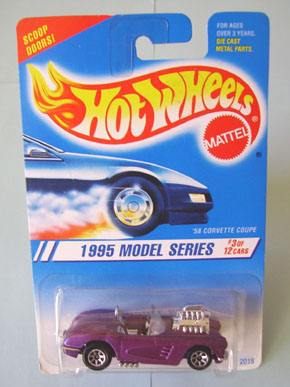 SCOOP
DOORS!
FOR AGES
OVER 3 YEARS.
DIE CAST
METAL PARTS.
HOT WHEELS
MATTEL
'58 CORVETTE COUPE
1995 MODEL SERIES
#3 OF
12 CARS
2015